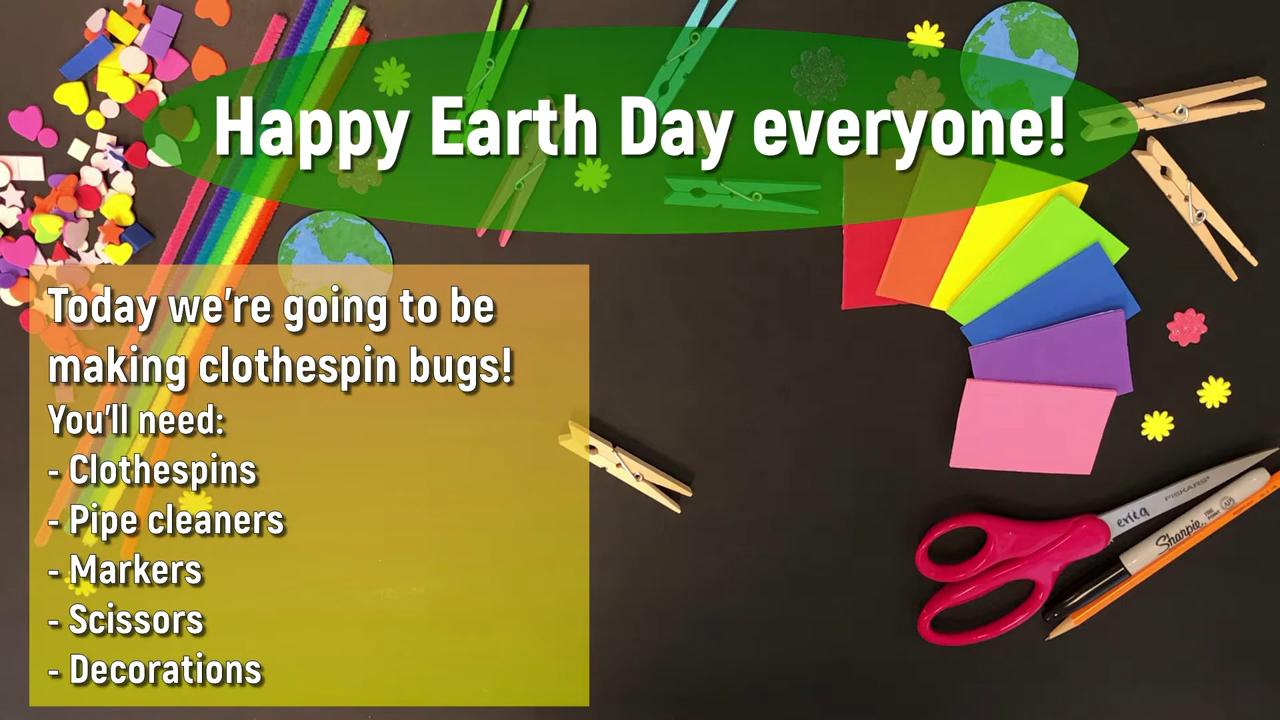 Happy Earth Day everyone!
Today we're going to be
making clothespin bugs!
You'll need:
- Clothespins
- Pipe cleaners
- Markers
- Scissors
- Decorations
FISKARS
erica
Sharpie